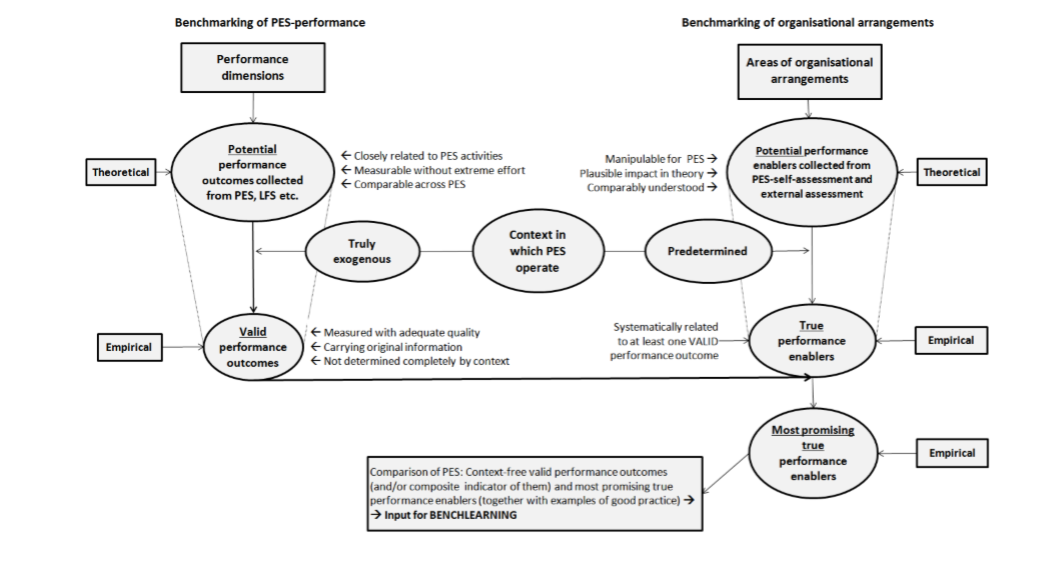 Benchmarking of PES-performance
Benchmarking of organisational arrangements
Performance
dimensions
Areas of organisational
arrangements
Potential
performance
outcomes collected
from PES, LFS etc.
Theoretical
← Closely related to PES activities
← Measurable without extreme effort
← Comparable across PES
Manipulable for PES →
Plausible impact in theory →
Comparably understood →
Potential performance
enablers collected from
PES-self-assessment and
external assessment
Theoretical
Truly
exogenous
Context in
which PES
operate
Predetermined
Empirical
Valid
performance
outcomes
← Measured with adequate quality
← Carrying original information
← Not determined completely by context
Systematically related
to at least one VALID
performance outcome
True
performance
enablers
Empirical
Most promising
true
performance
enablers
Empirical
Comparison of PES: Context-free valid performance outcomes
(and/or composite indicator of them) and most promising true
performance enablers (together with examples of good practice) →
→ Input for BENCHLEARNING